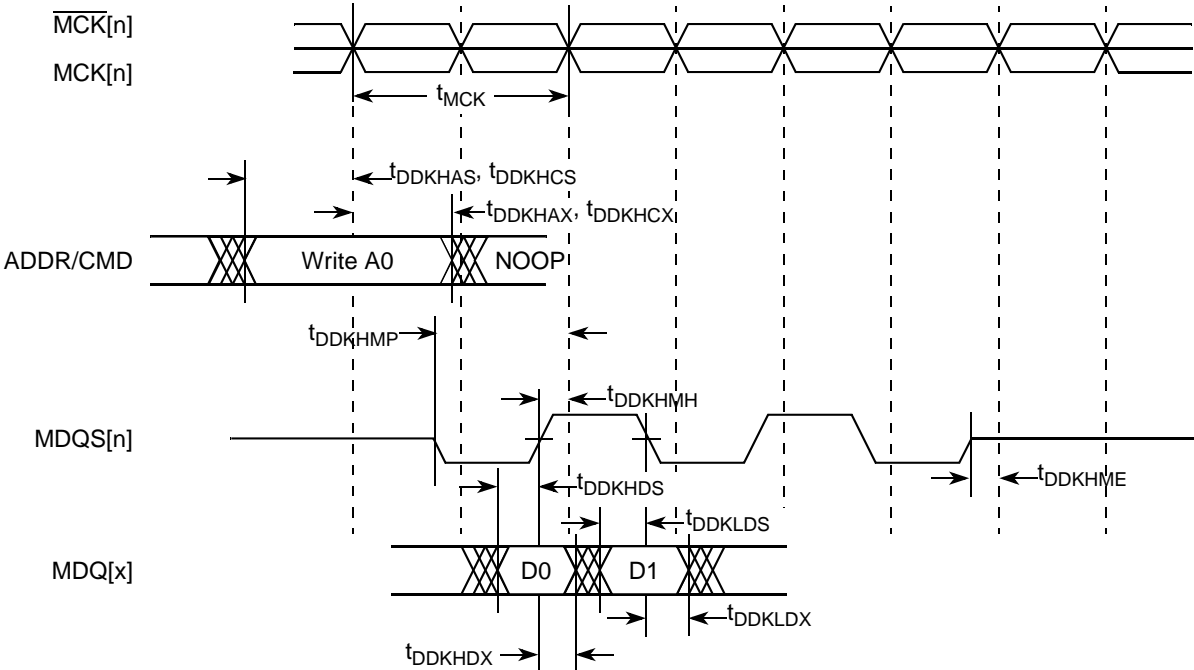 MCK[n]
MCK[n]
tMCK
tDDKHAS, tDDKHCS
tDDKHAX, tDDKHCX
ADDR/CMD
Write A0
NOOP
tDDKHMP
tDDKHMH
MDQS[n]
tDDKHDS
tDDKHME
tDDKLDS
MDQ[x]
D0
D1
tDDKLDX
tDDKHDX